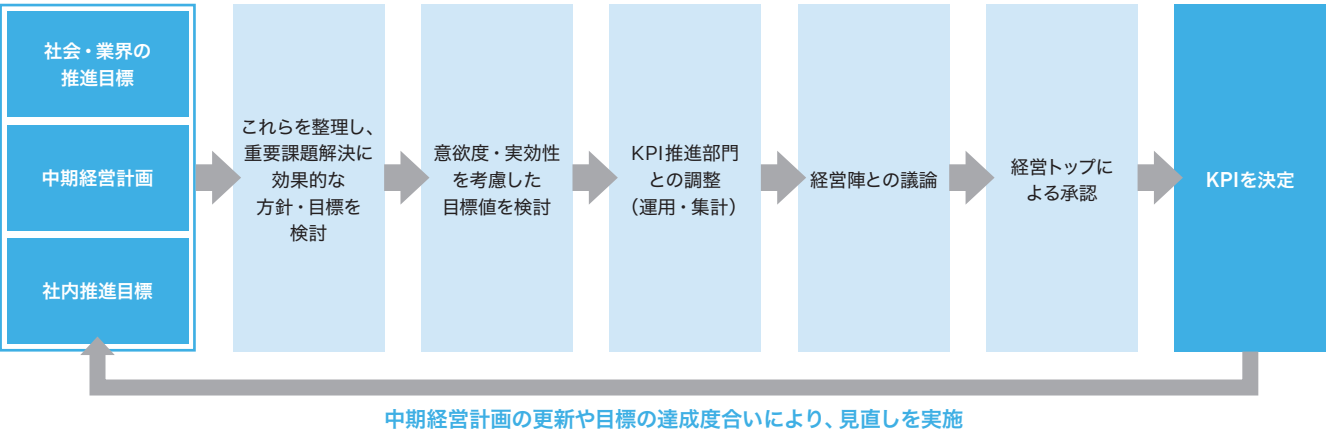 社会・業界の
推進目標
中期経営計画
社内推進目標
これらを整理し、
重要課題解決に
効果的な
方針・目標を
検討
意欲度・実効性
を考慮した
目標値を検討
KPI推進部門
との調整
（運用・集計）
経営陣との議論
経営トップに
よる承認
KPIを決定
中期経営計画の更新や目標の達成度合いにより、見直しを実施